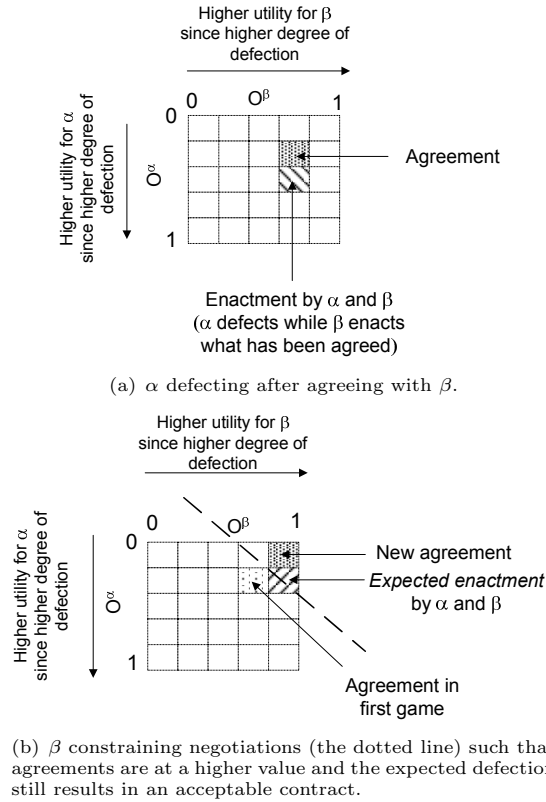 Higher utility for β
since higher degree of
defection
0
O^β
1
0
Higher utility for α
since higher degree of
defection
O^α
Agreement
1
Enactment by α and β
(α defects while β enacts
what has been agreed)
(a) α defecting after agreeing with β.
Higher utility for β
since higher degree of
defection
0
O^β
1
0
New agreement
Higher utility for α
since higher degree of
defection
O^α
Expected enactment
by α and β
1
Agreement in
first game
(b) β constraining negotiations (the dotted line) such tha
agreements are at a higher value and the expected defection
still results in an acceptable contract.